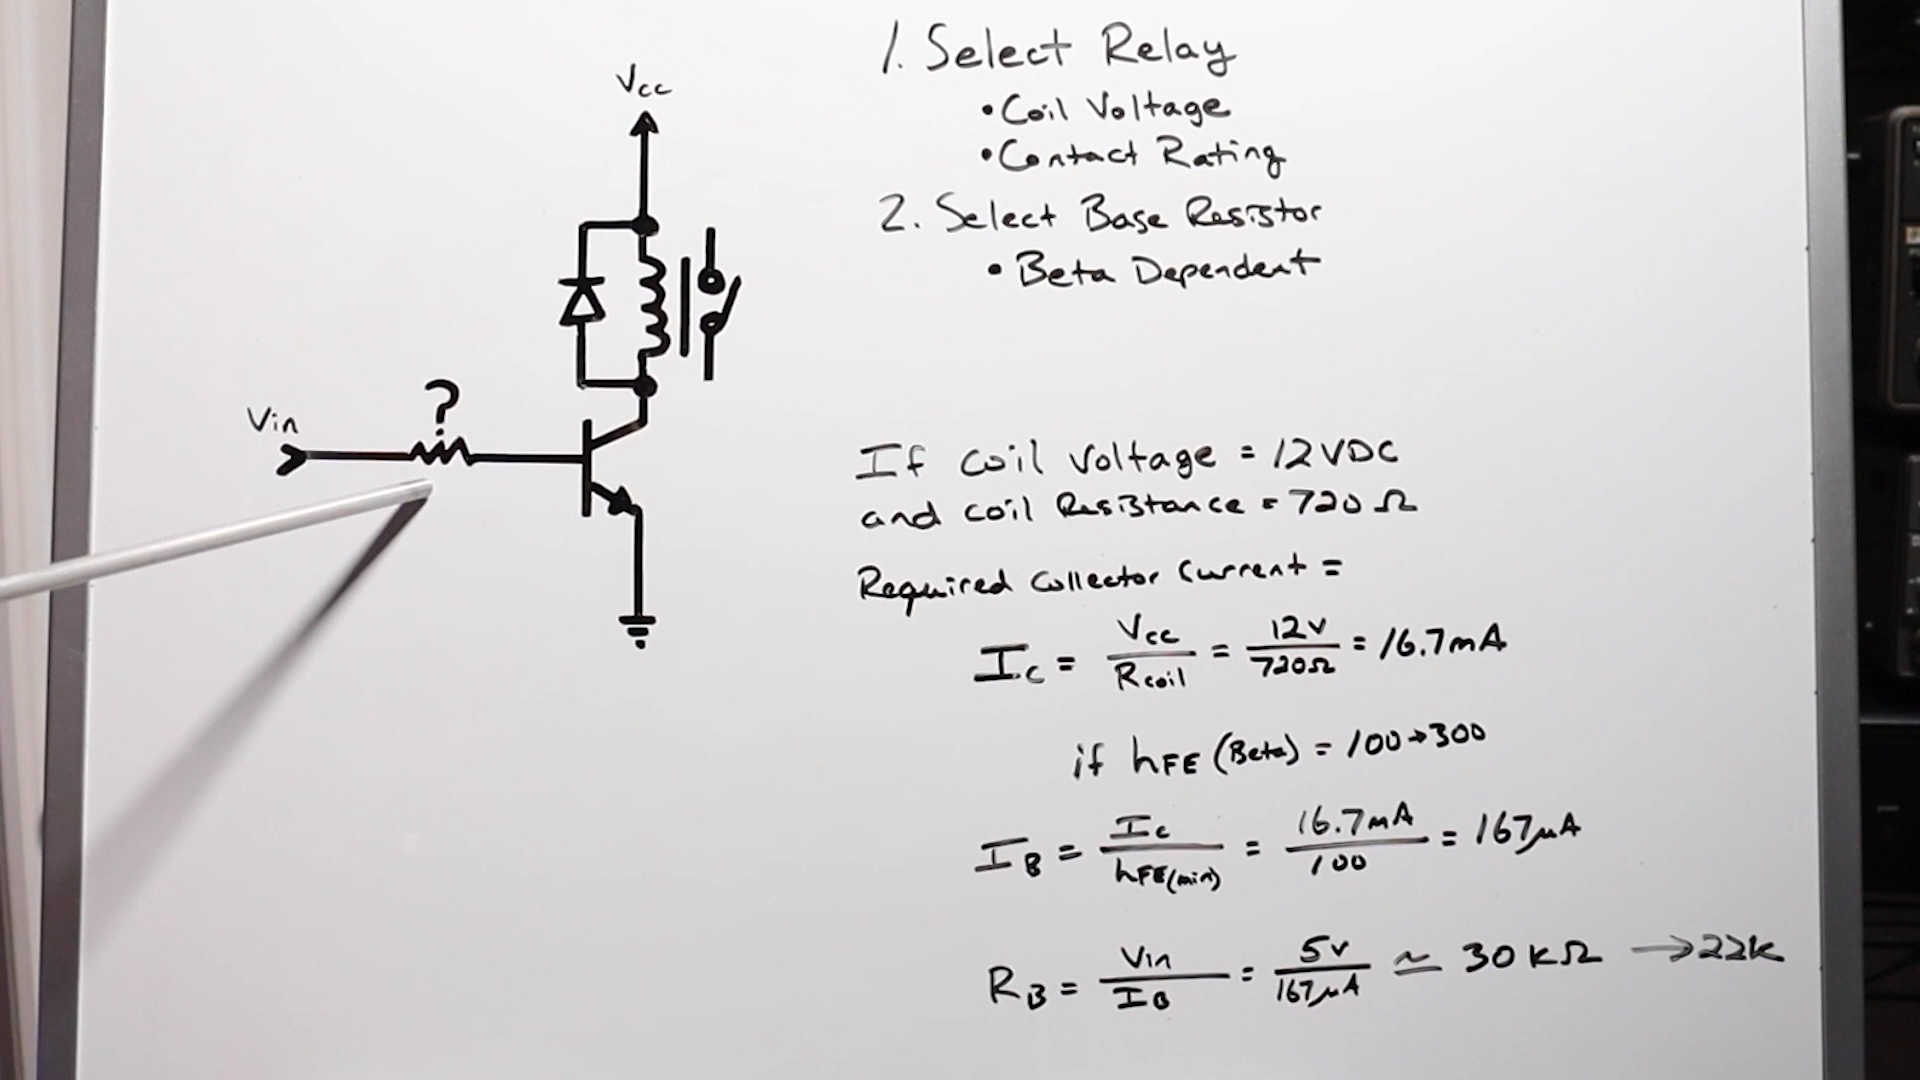 Vcc
?
Vin
1. Select Relay
• Coil Voltage
• Contact Rating
2. Select Base Resistor
• Beta Dependent
If coil voltage = 12VDC
and coil Resistance = 720Ω
Required Collector Current =
Ic = Vcc / Rcoil = 12V / 720Ω = 16.7mA
if hFE (Beta) = 100→300
IB = Ic / hFE(min) = 16.7mA / 100 = 167μA
RB = Vin / IB = 5V / 167μA ≃ 30KΩ → 22k